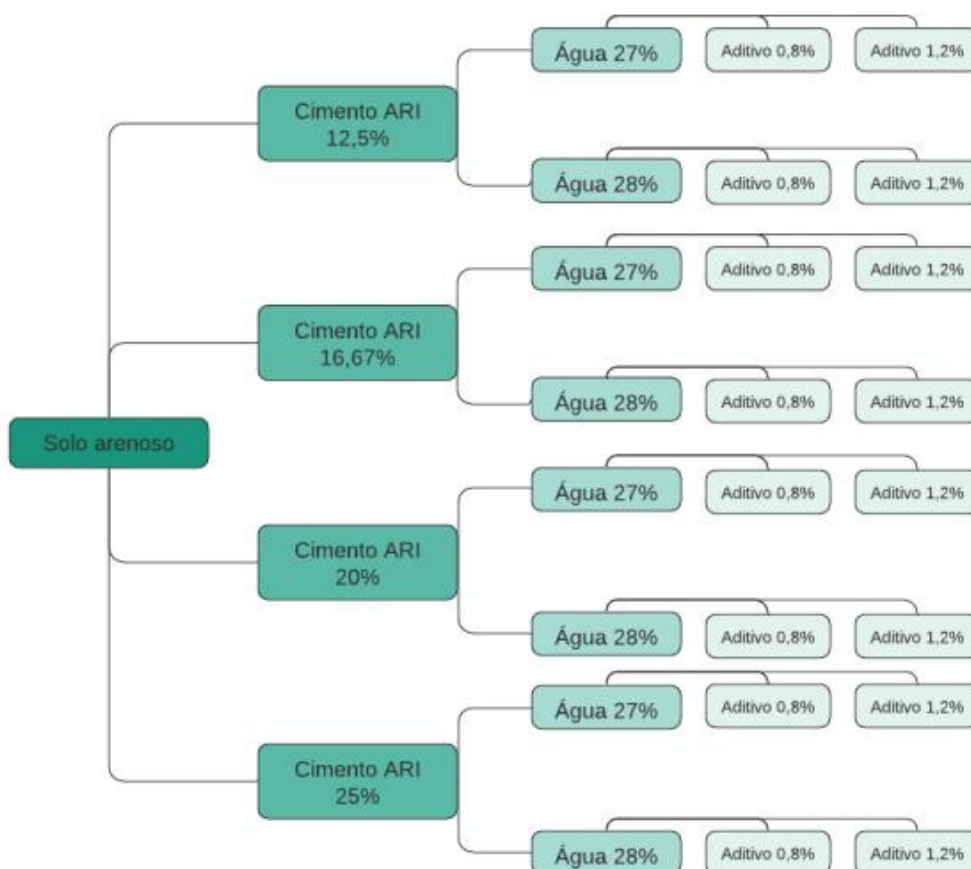 Água 27%
Aditivo 0,8%
Aditivo 1,2%
Cimento ARI
12,5%
Água 28%
Aditivo 0,8%
Aditivo 1,2%
Água 27%
Aditivo 0,8%
Aditivo 1,2%
Cimento ARI
16,67%
Água 28%
Aditivo 0,8%
Aditivo 1,2%
Solo arenoso
Água 27%
Aditivo 0,8%
Aditivo 1,2%
Cimento ARI
20%
Água 28%
Aditivo 0,8%
Aditivo 1,2%
Água 27%
Aditivo 0,8%
Aditivo 1,2%
Cimento ARI
25%
Água 28%
Aditivo 0,8%
Aditivo 1,2%